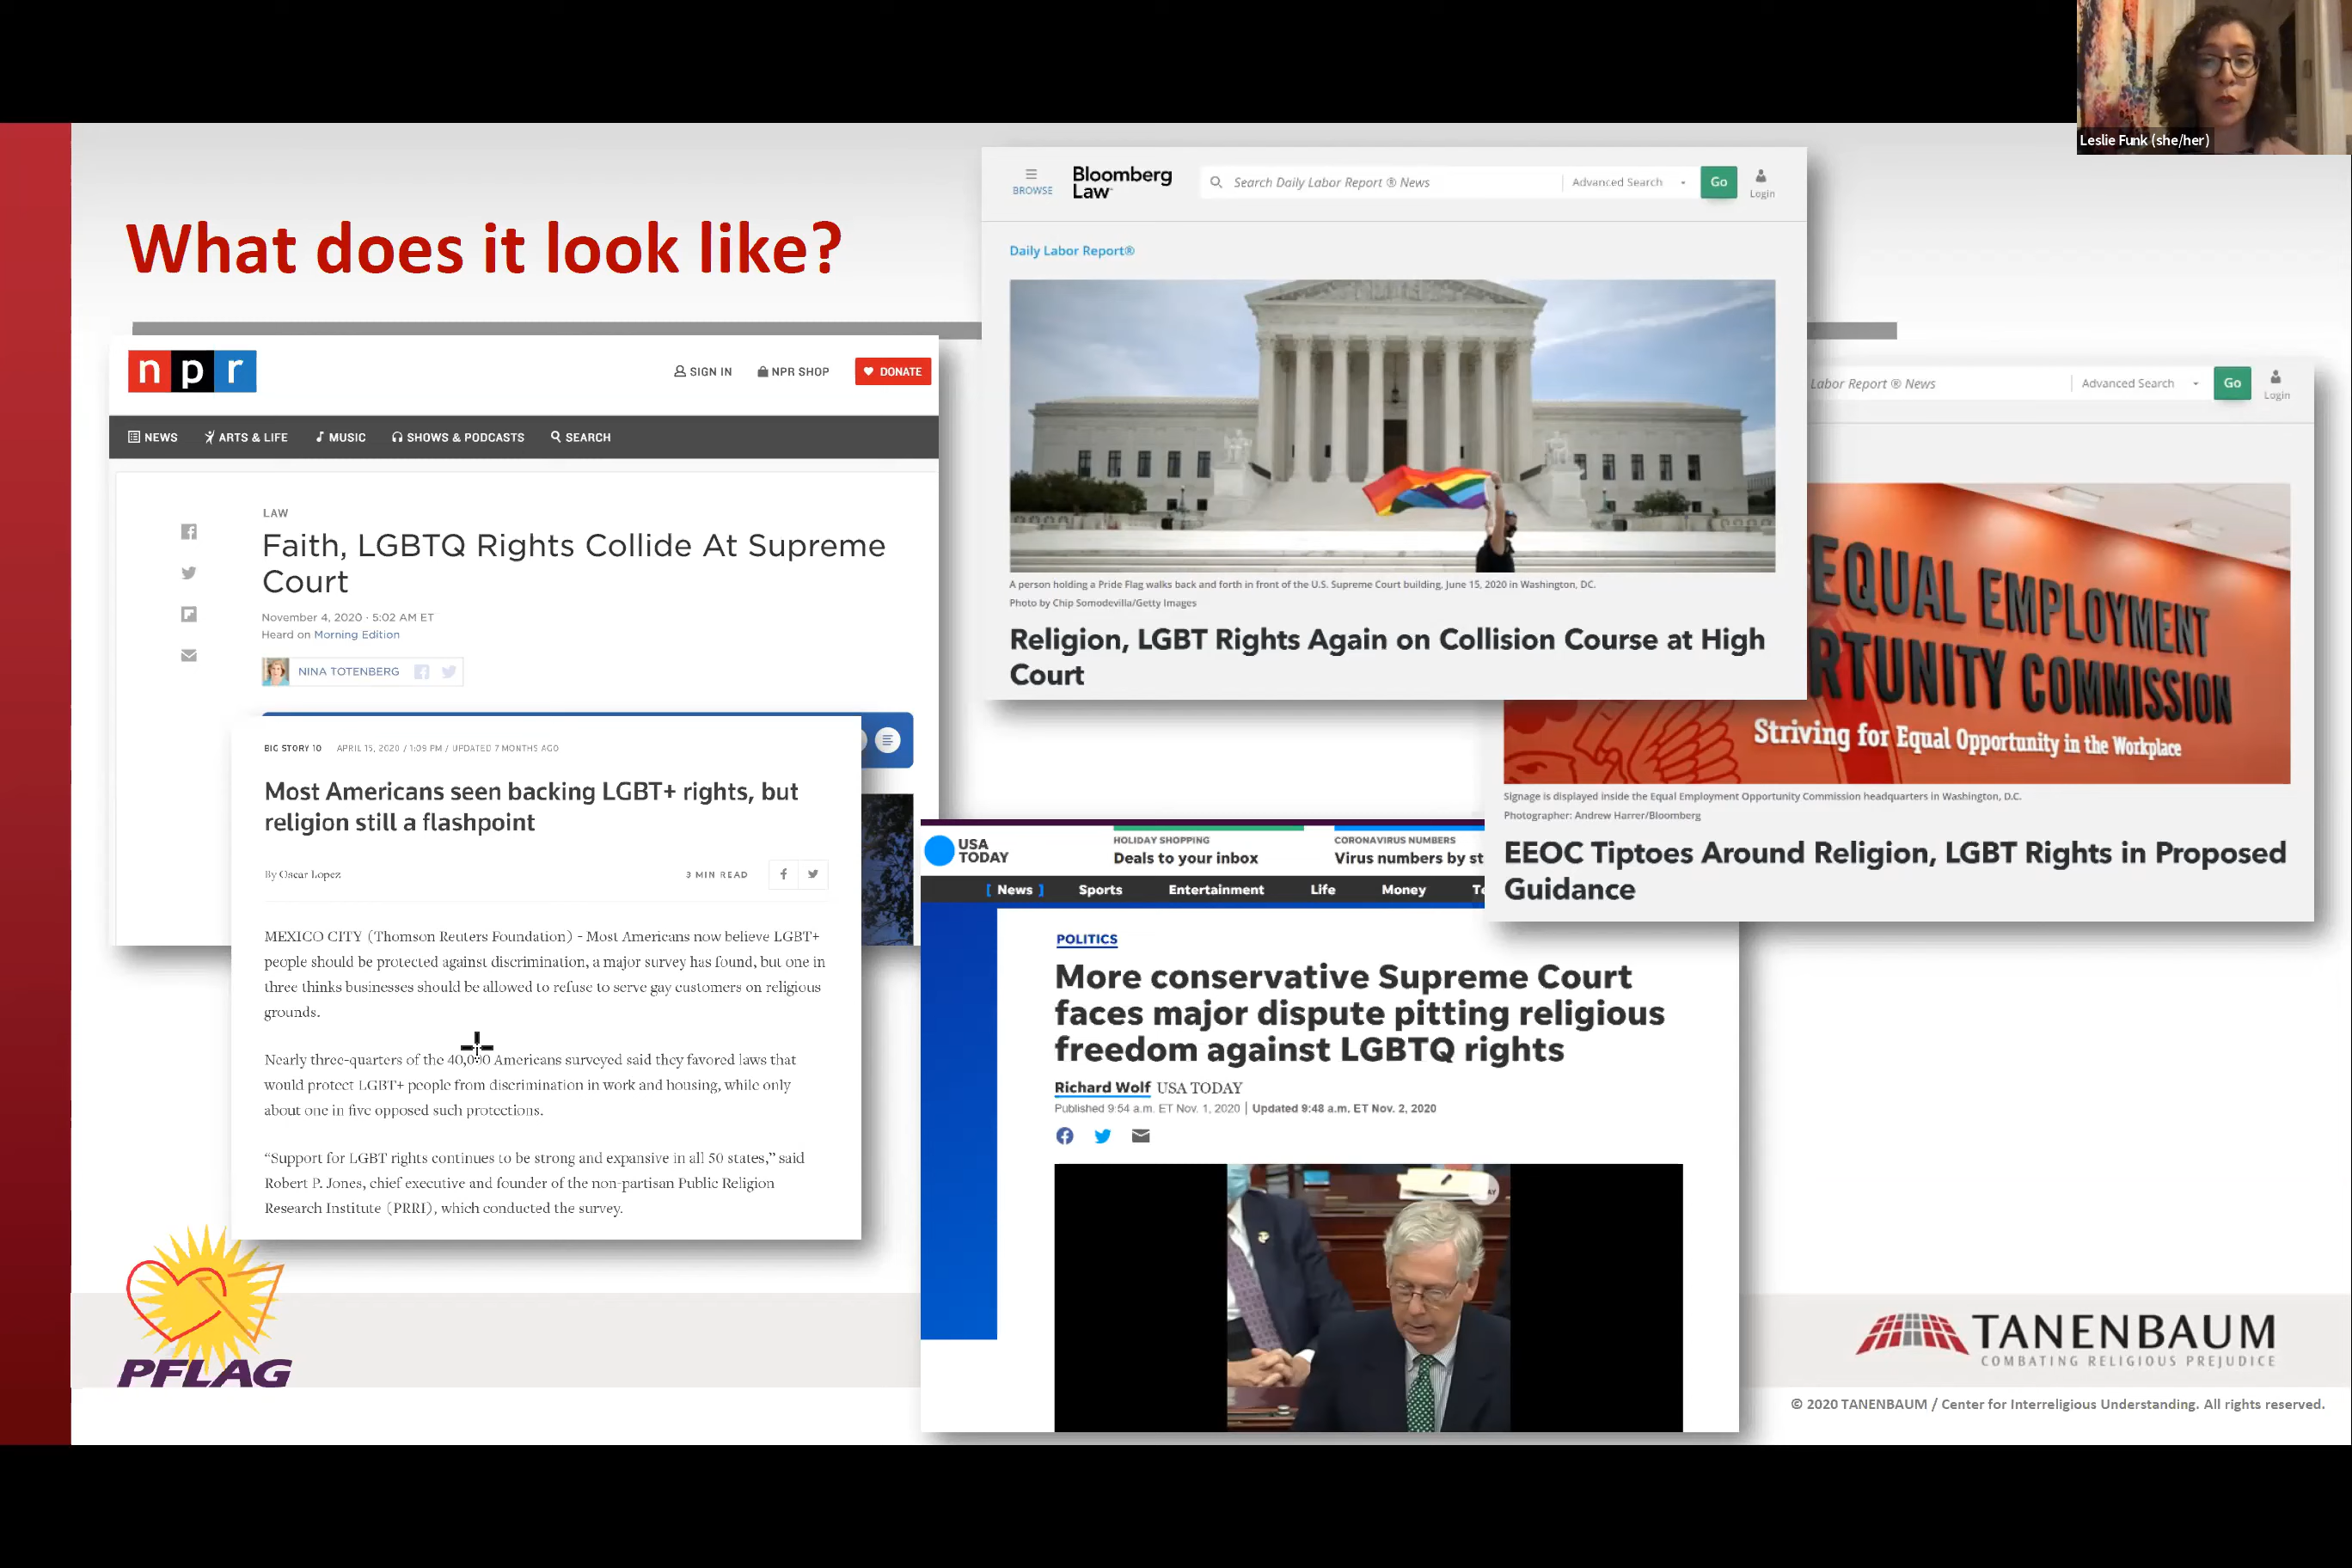 Leslie Funk (she/her)
What does it look like?
BROWSE
Bloomberg
Law
Search Daily Labor Report ® News
Advanced Search
Go
Login
Daily Labor Report®
A person holding a Pride Flag walks back and forth in front of the U.S. Supreme Court building, June 15, 2020 in Washington, DC.
Photo by Chip Somodevilla/Getty Images
Religion, LGBT Rights Again on Collision Course at High
Court
npr
SIGN IN
NPR SHOP
DONATE
NEWS
ARTS & LIFE
MUSIC
SHOWS & PODCASTS
SEARCH
LAW
Faith, LGBTQ Rights Collide At Supreme
Court
November 4, 2020 · 5:02 AM ET
Heard on Morning Edition
NINA TOTENBERG
BIG STORY 10 APRIL 15, 2020 / 1:09 PM / UPDATED 7 MONTHS AGO
Most Americans seen backing LGBT+ rights, but
religion still a flashpoint
By Oscar Lopez
3 MIN READ
MEXICO CITY (Thomson Reuters Foundation) - Most Americans now believe LGBT+
people should be protected against discrimination, a major survey has found, but one in
three thinks businesses should be allowed to refuse to serve gay customers on religious
grounds.
Nearly three-quarters of the 40,000 Americans surveyed said they favored laws that
would protect LGBT+ people from discrimination in work and housing, while only
about one in five opposed such protections.
“Support for LGBT rights continues to be strong and expansive in all 50 states,” said
Robert P. Jones, chief executive and founder of the non-partisan Public Religion
Research Institute (PRRI), which conducted the survey.
Labor Report ® News
Advanced Search
Go
Login
EQUAL EMPLOYMENT
RTUNITY COMMISSION
Striving for Equal Opportunity in the Workplace
Signage is displayed inside the Equal Employment Opportunity Commission headquarters in Washington, D.C.
Photographer: Andrew Harrer/Bloomberg
EEOC Tiptoes Around Religion, LGBT Rights in Proposed
Guidance
USA
TODAY
HOLIDAY SHOPPING
Deals to your inbox
CORONAVIRUS NUMBERS
Virus numbers by st
[ News ]
Sports
Entertainment
Life
Money
POLITICS
More conservative Supreme Court
faces major dispute pitting religious
freedom against LGBTQ rights
Richard Wolf USA TODAY
Published 9:54 a.m. ET Nov. 1, 2020 | Updated 9:48 a.m. ET Nov. 2, 2020
PFLAG
TANENBAUM
COMBATING RELIGIOUS PREJUDICE
© 2020 TANENBAUM / Center for Interreligious Understanding. All rights reserved.